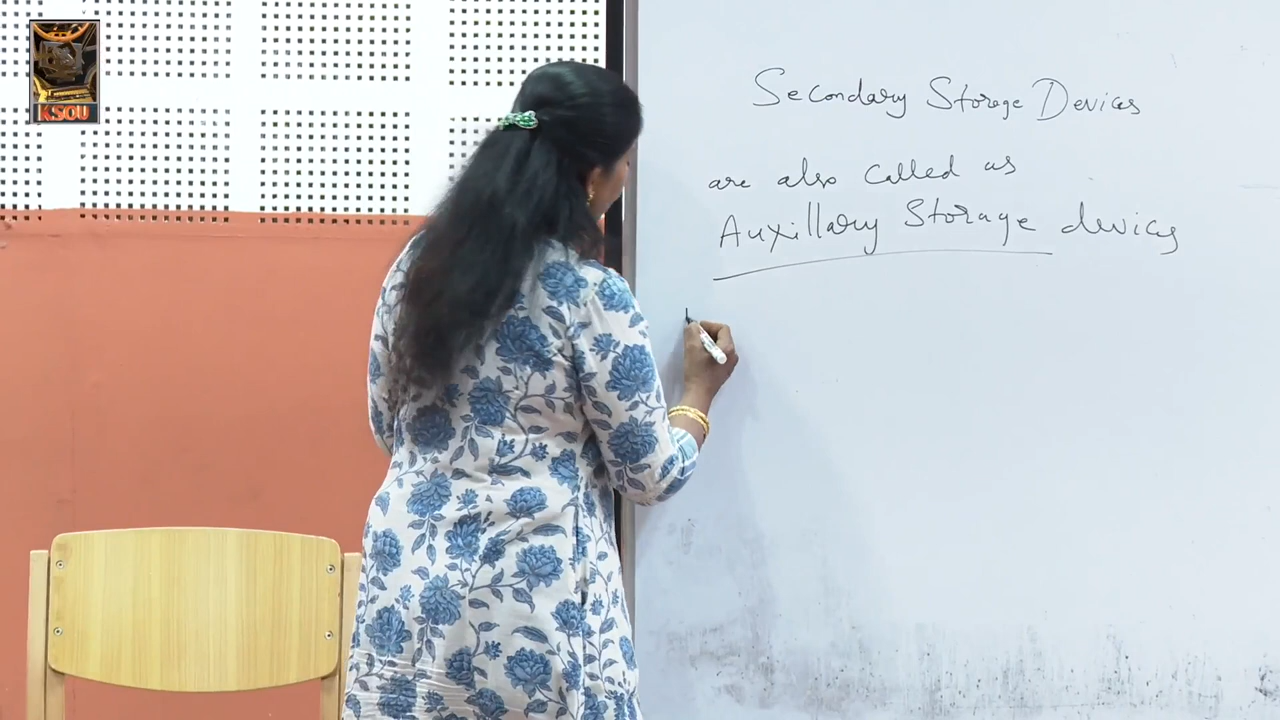 KSOU
Secondary Storage Devices
are also called as
Auxillary Storage devices